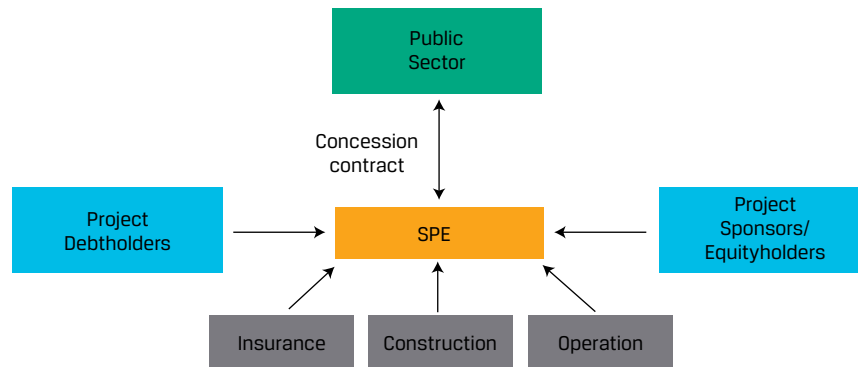 Public
Sector
Concession
contract
Project
Debtholders
SPE
Project
Sponsors/
Equityholders
Insurance
Construction
Operation